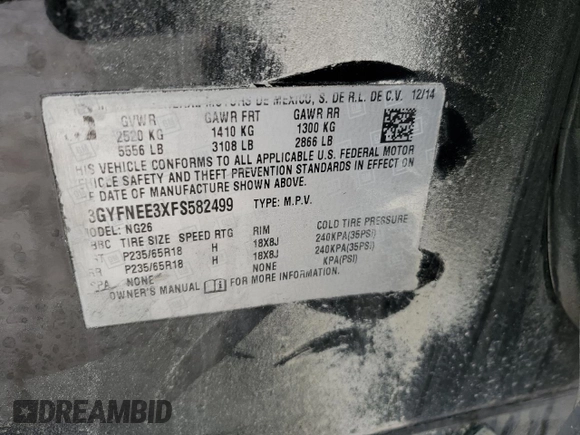 MOTORS DE MEXICO, S. DE R.L. DE C.V. 12/14
GVWR GAWR FRT GAWR RR
2520 KG 1410 KG 1300 KG
5556 LB 3108 LB 2866 LB
THIS VEHICLE CONFORMS TO ALL APPLICABLE U.S. FEDERAL MOTOR
VEHICLE SAFETY AND THEFT PREVENTION STANDARDS IN EFFECT ON
DATE OF MANUFACTURE SHOWN ABOVE.
3GYFNEE3XFS582499 TYPE: M.P.V.
MODEL: NG26
TIRE SIZE SPEED RTG RIM COLD TIRE PRESSURE
P235/65R18 H 18X8J 240KPA(35PSI)
RR P235/65R18 H 18X8J 240KPA(35PSI)
SPA NONE NONE KPA(PSI)
OWNER'S MANUAL FOR MORE INFORMATION.
DREAMBID